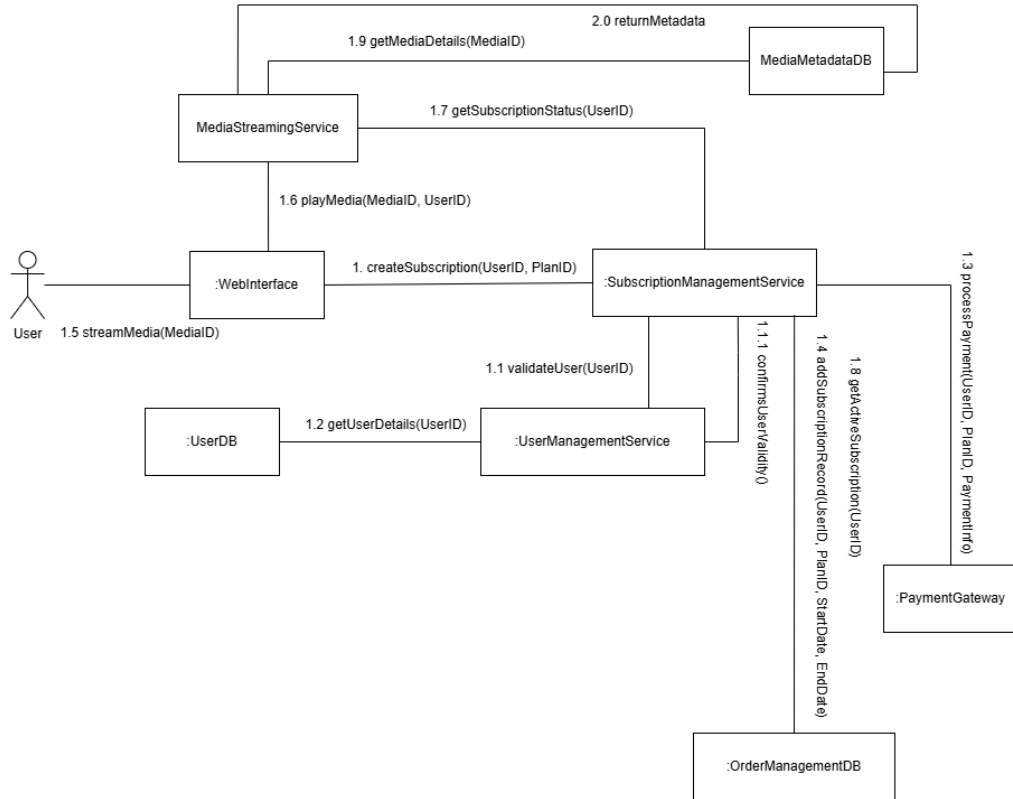 2.0 returnMetadata
1.9 getMediaDetails(MediaID)
MediaMetadataDB
MediaStreamingService
1.7 getSubscriptionStatus(UserID)
1.6 playMedia(MediaID, UserID)
:WebInterface
1. createSubscription(UserID, PlanID)
:SubscriptionManagementService
User
1.5 streamMedia(MediaID)
1.1 validateUser(UserID)
1.1.1 confirmsUserValidity()
1.4 addSubscriptionRecord(UserID, PlanID, StartDate, EndDate)
1.8 getActiveSubscription(UserID)
1.3 processPayment(UserID, PlanID, PaymentInfo)
:UserDB
1.2 getUserDetails(UserID)
:UserManagementService
:PaymentGateway
:OrderManagementDB